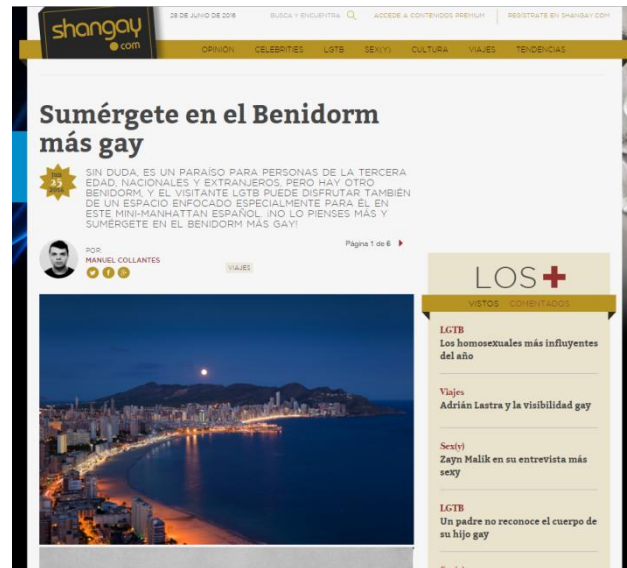 shangay
com
28 DE JUNIO DE 2016
BUSCA Y ENCUENTRA
ACCEDE A CONTENIDOS PREMIUM
REGÍSTRATE EN SHANGAY.COM
OPINIÓN CELEBRITIES LGTB SEX(Y) CULTURA VIAJES TENDENCIAS
Sumérgete en el Benidorm
más gay
25
2016
SIN DUDA, ES UN PARAÍSO PARA PERSONAS DE LA TERCERA
EDAD, NACIONALES Y EXTRANJEROS, PERO HAY OTRO
BENIDORM, Y EL VISITANTE LGTB PUEDE DISFRUTAR TAMBIÉN
DE UN ESPACIO ENFOCADO ESPECIALMENTE PARA ÉL EN
ESTE MINI-MANHATTAN ESPAÑOL. ¡NO LO PIENSES MÁS Y
SUMÉRGETE EN EL BENIDORM MÁS GAY!
Página 1 de 6
POR:
MANUEL COLLANTES
VIAJES
LOS+
VISTOS COMENTADOS
LGTB
Los homosexuales más influyentes
del año
Viajes
Adrián Lastra y la visibilidad gay
Sex(y)
Zayn Malik en su entrevista más
sexy
LGTB
Un padre no reconoce el cuerpo de
su hijo gay